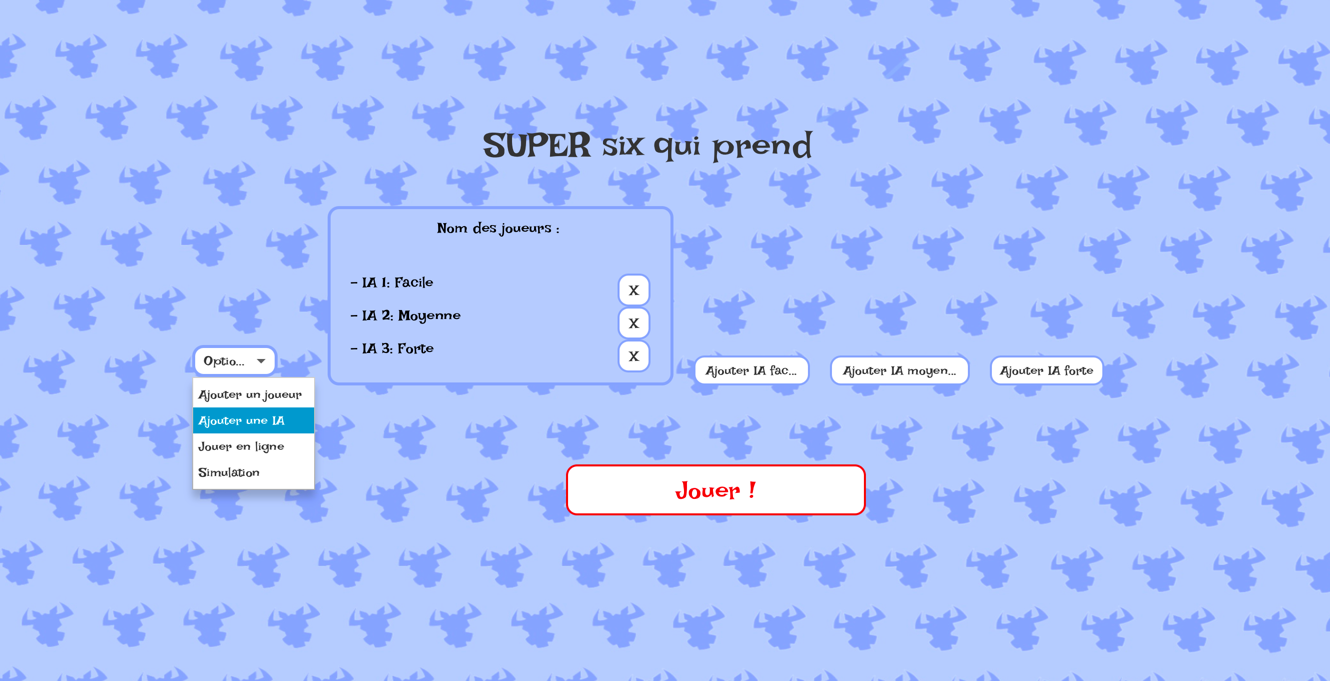 SUPER six qui prend
Nom des joueurs :
- IA 1: Facile
X
- IA 2: Moyenne
X
- IA 3: Forte
X
Optio...
Ajouter un joueur
Ajouter une IA
Jouer en ligne
Simulation
Ajouter IA fac...
Ajouter IA moyen...
Ajouter IA forte
Jouer !